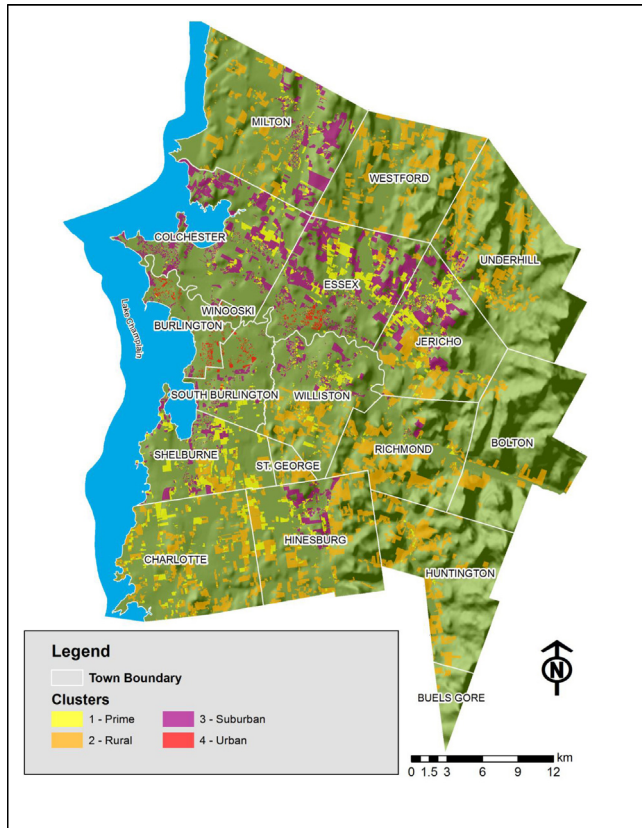 MILTON
WESTFORD
COLCHESTER
UNDERHILL
ESSEX
WINOOSKI
Lake Champlain
BURLINGTON
JERICHO
SOUTH BURLINGTON
WILLISTON
BOLTON
RICHMOND
SHELBURNE
ST. GEORGE
HINESBURG
CHARLOTTE
HUNTINGTON
BUELS GORE
Legend
Town Boundary
Clusters
1 - Prime
3 - Suburban
2 - Rural
4 - Urban
N
km
0 1.5 3 6 9 12